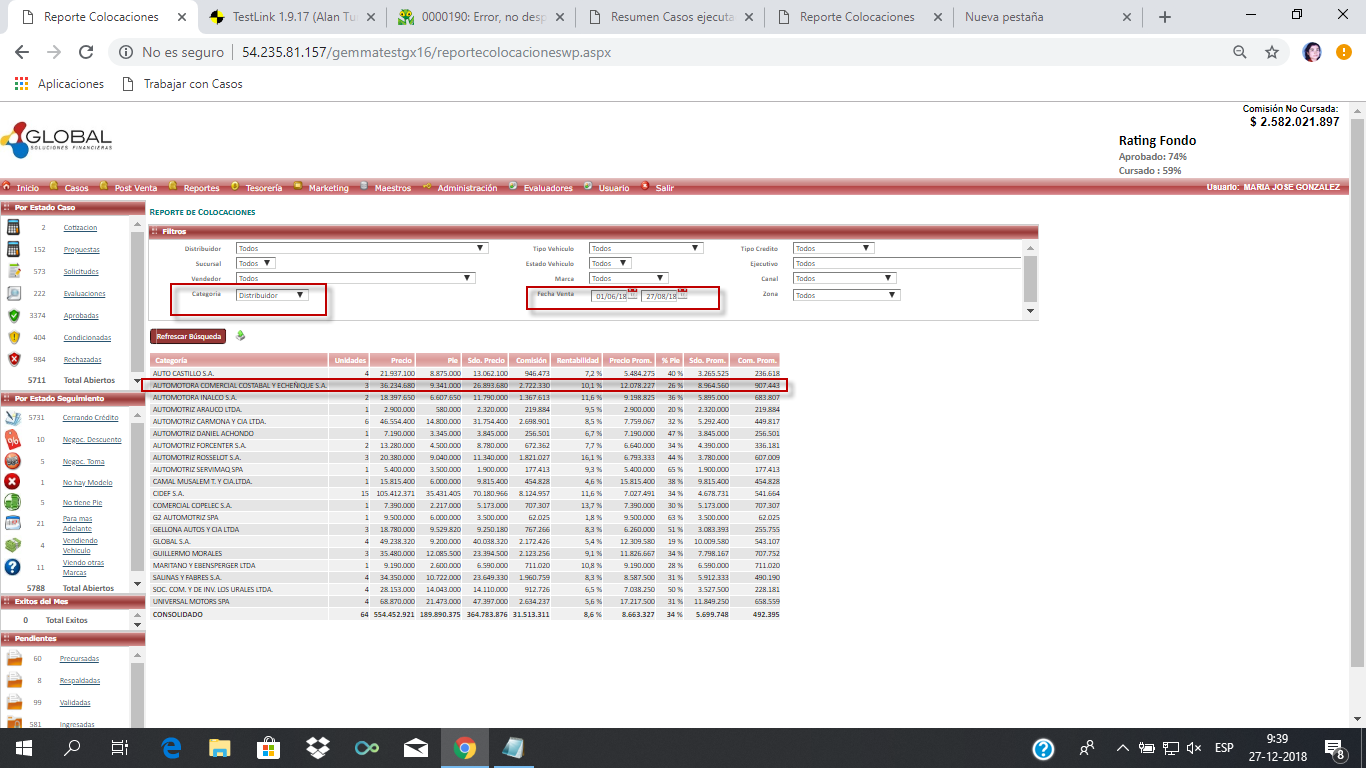 Reporte Colocaciones
TestLink 1.9.17 (Alan Tu
0000190: Error, no desp
Resumen Casos ejecuta
Reporte Colocaciones
Nueva pestaña
No es seguro | 54.235.81.157/gemmatestgx16/reportecolocacioneswp.aspx
Aplicaciones Trabajar con Casos
Comisión No Cursada:
$ 2.582.021.897
GLOBAL
SOLUCIONES FINANCIERAS
Rating Fondo
Aprobado: 74%
Cursado : 59%
Inicio Casos Post Venta Reportes Tesorería Marketing Maestros Administración Evaluadores Usuario Salir Usuario: MARIA JOSE GONZALEZ
Por Estado Caso
2 Cotizacion
152 Propuestas
573 Solicitudes
222 Evaluaciones
3374 Aprobadas
404 Condicionadas
984 Rechazadas
5711 Total Abiertos
Por Estado Seguimiento
5731 Cerrando Crédito
10 Negoc. Descuento
5 Negoc. Toma
1 No hay Modelo
5 No tiene Pie
21 Para mas Adelante
4 Vendiendo Vehiculo
11 Viendo otras Marcas
5788 Total Abiertos
Exitos del Mes
0 Total Exitos
Pendientes
60 Precursadas
8 Respaldadas
99 Validadas
581 Ingresadas
REPORTE DE COLOCACIONES
Filtros
Distribuidor Todos Tipo Vehiculo Todos Tipo Credito Todos
Sucursal Todos Estado Vehiculo Todos Ejecutivo Todos
Vendedor Todos Marca Todos Canal Todos
Categoria Distribuidor Fecha Venta 01/06/18 27/08/18 Zona Todos
Refrescar Búsqueda
Categoría Unidades Precio Pie Sdo. Precio Comisión Rentabilidad Precio Prom. % Pie Sdo. Prom. Com. Prom.
AUTO CASTILLO S.A. 4 21.937.100 8.875.000 13.062.100 946.473 7,2 % 5.484.275 40 % 3.265.525 236.618
AUTOMOTORA COMERCIAL COSTABAL Y ECHEÑIQUE S.A. 3 36.234.680 9.341.000 26.893.680 2.722.330 10,1 % 12.078.227 26 % 8.964.560 907.443
AUTOMOTORA INALCO S.A. 2 18.397.650 6.607.650 11.790.000 1.367.613 11,6 % 9.198.825 36 % 5.895.000 683.807
AUTOMOTRIZ ARAUCO LTDA. 1 2.900.000 580.000 2.320.000 219.884 9,5 % 2.900.000 20 % 2.320.000 219.884
AUTOMOTRIZ CARMONA Y CIA LTDA. 6 46.554.400 14.800.000 31.754.400 2.698.901 8,5 % 7.759.067 32 % 5.292.400 449.817
AUTOMOTRIZ DANIEL ACHONDO 1 7.190.000 3.345.000 3.845.000 256.501 6,7 % 7.190.000 47 % 3.845.000 256.501
AUTOMOTRIZ FORCENTER S.A. 2 13.280.000 4.500.000 8.780.000 672.362 7,7 % 6.640.000 34 % 4.390.000 336.181
AUTOMOTRIZ ROSSELOT S.A. 3 20.380.000 9.040.000 11.340.000 1.821.027 16,1 % 6.793.333 44 % 3.780.000 607.009
AUTOMOTRIZ SERVIMAQ SPA 1 5.400.000 3.500.000 1.900.000 177.413 9,3 % 5.400.000 65 % 1.900.000 177.413
CAMAL MUSALEM T. Y CIA.LTDA. 1 15.815.400 6.000.000 9.815.400 454.828 4,6 % 15.815.400 38 % 9.815.400 454.828
CIDEF S.A. 15 105.412.371 35.431.405 70.180.966 8.124.957 11,6 % 7.027.491 34 % 4.678.731 541.664
COMERCIAL COPELEC S.A. 1 7.390.000 2.217.000 5.173.000 707.307 13,7 % 7.390.000 30 % 5.173.000 707.307
G2 AUTOMOTRIZ SPA 1 9.500.000 6.000.000 3.500.000 62.025 1,8 % 9.500.000 63 % 3.500.000 62.025
GELLONA AUTOS Y CIA LTDA 3 18.780.000 9.529.820 9.250.180 767.266 8,3 % 6.260.000 51 % 3.083.393 255.755
GLOBAL S.A. 4 49.238.320 9.200.000 40.038.320 2.172.426 5,4 % 12.309.580 19 % 10.009.580 543.107
GUILLERMO MORALES 3 35.480.000 12.085.500 23.394.500 2.123.256 9,1 % 11.826.667 34 % 7.798.167 707.752
MARITANO Y EBENSPERGER LTDA 1 9.190.000 2.600.000 6.590.000 711.020 10,8 % 9.190.000 28 % 6.590.000 711.020
SALINAS Y FABRES S.A. 4 34.350.000 10.722.000 23.649.330 1.960.759 8,3 % 8.587.500 31 % 5.912.333 490.190
SOC. COM. Y DE INV. LOS URALES LTDA. 4 28.153.000 14.043.000 14.110.000 912.726 6,5 % 7.038.250 50 % 3.527.500 228.181
UNIVERSAL MOTORS SPA 4 68.870.000 21.473.000 47.397.000 2.634.237 5,6 % 17.217.500 31 % 11.849.250 658.559
CONSOLIDADO 64 554.452.921 189.890.375 364.783.876 31.513.311 8,6 % 8.663.327 34 % 5.699.748 492.395
ESP
9:39
27-12-2018
8